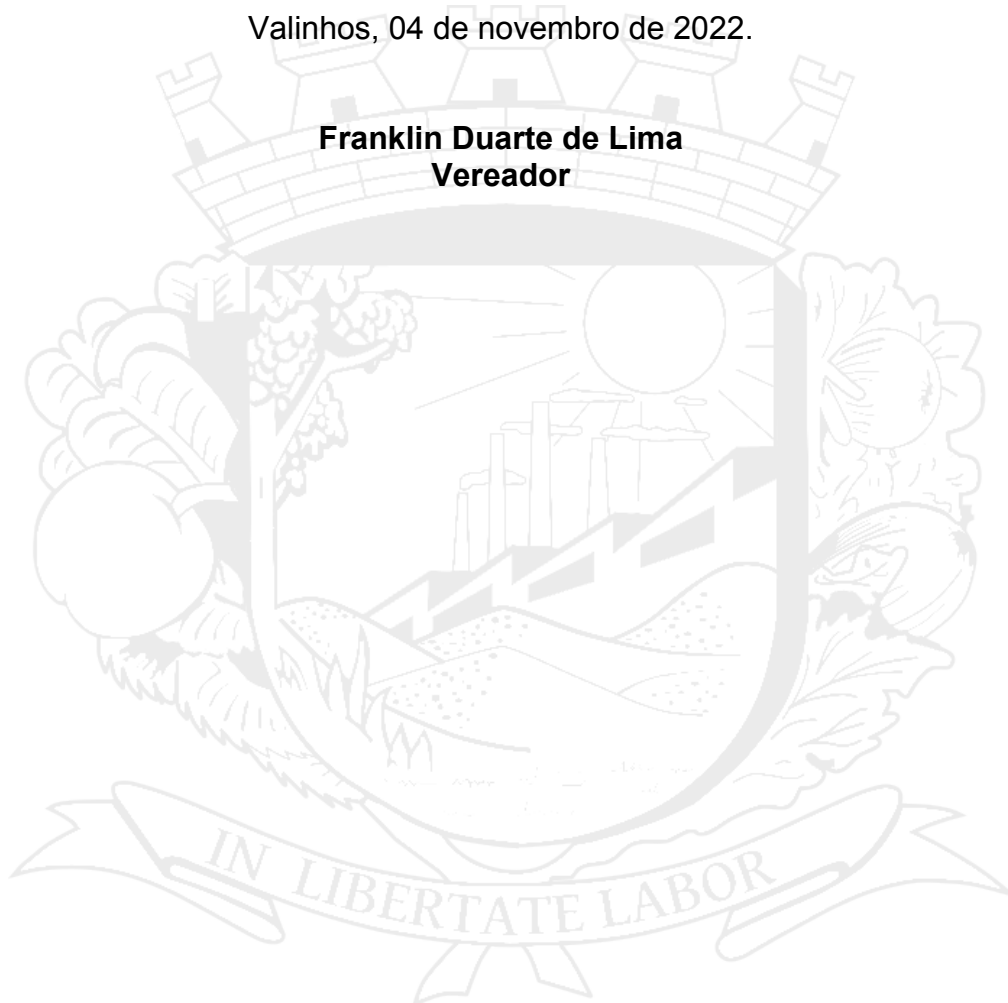 Valinhos, 04 de novembro de 2022.
Franklin Duarte de Lima
Vereador
IN LIBERTATE LABOR